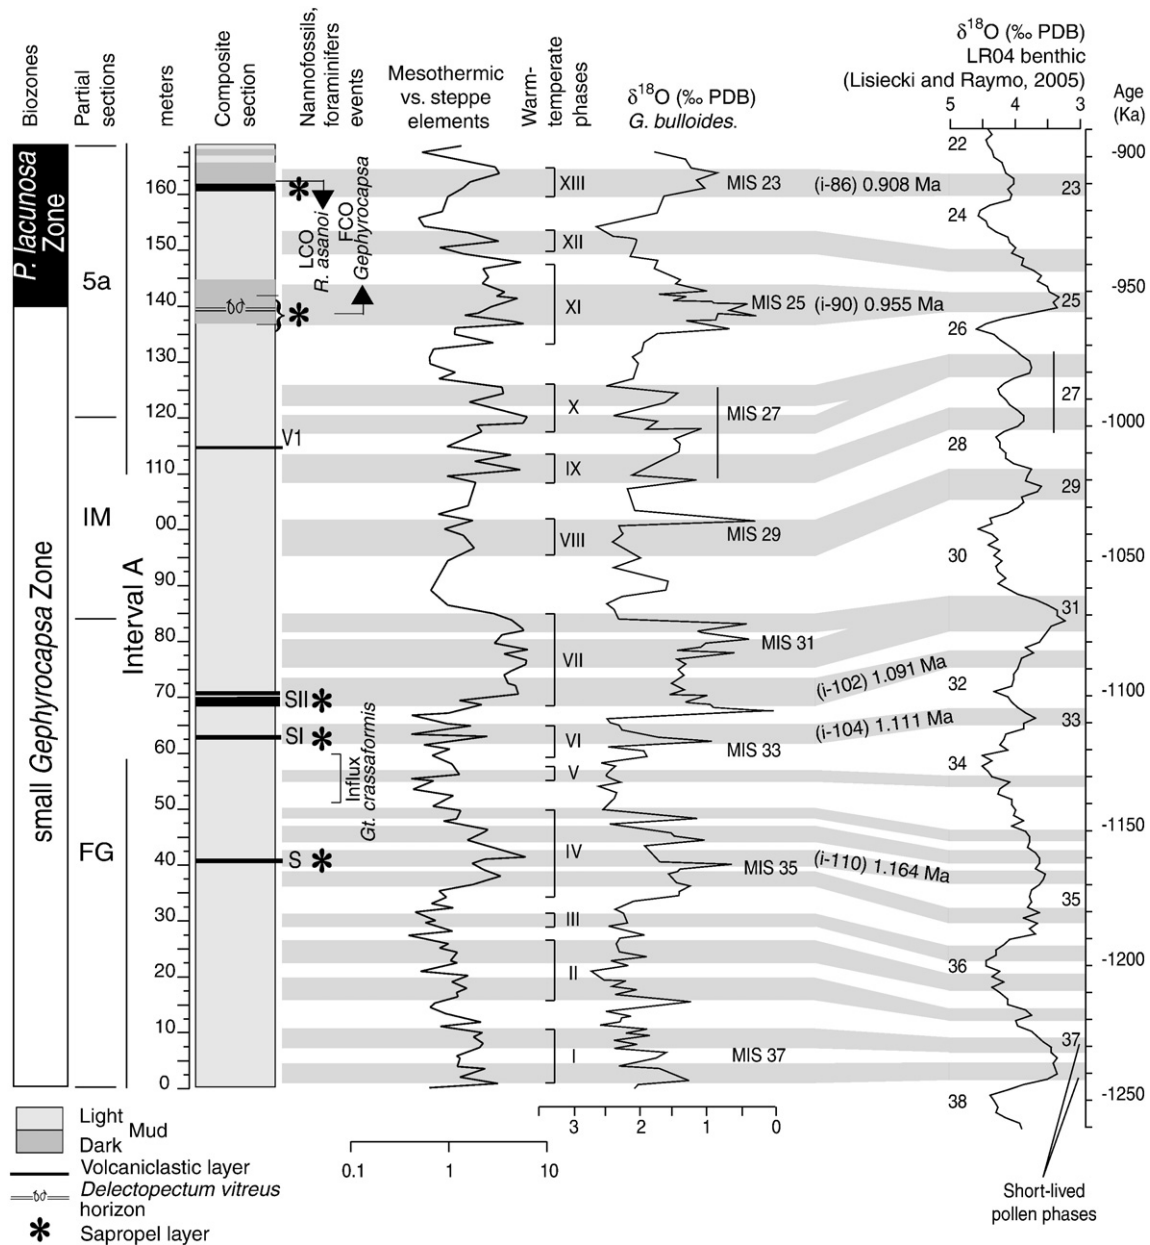 Biozones
Partial
sections
meters
Composite
section
Nannofossils,
foraminifers
events
Mesothermic
vs. steppe
elements
Warm-
temperate
phases
δ18O (‰ PDB)
G. bulloides.
δ18O (‰ PDB)
LR04 benthic
(Lisiecki and Raymo, 2005)
5 4 3
Age
(Ka)
P. lacunosa
Zone
small Gephyrocapsa Zone
5a
IM
FG
Interval A
160
150
140
130
120
110
00
90
80
70
60
50
40
30
20
10
0
LCO
R. asanoi
FCO
Gephyrocapsa
V1
SII
SI
S
Influx
Gt. crassaformis
XIII
XII
XI
X
IX
VIII
VII
VI
V
IV
III
II
I
MIS 23
MIS 25
MIS 27
MIS 29
MIS 31
MIS 33
MIS 35
MIS 37
(i-86) 0.908 Ma
(i-90) 0.955 Ma
(i-102) 1.091 Ma
(i-104) 1.111 Ma
(i-110) 1.164 Ma
22
23
24
25
26
27
28
29
30
31
32
33
34
35
36
37
38
-900
-950
-1000
-1050
-1100
-1150
-1200
-1250
3 2 1 0
0.1 1 10
Short-lived
pollen phases
Light
Mud
Dark
Volcaniclastic layer
Delectopectum vitreus
horizon
Sapropel layer